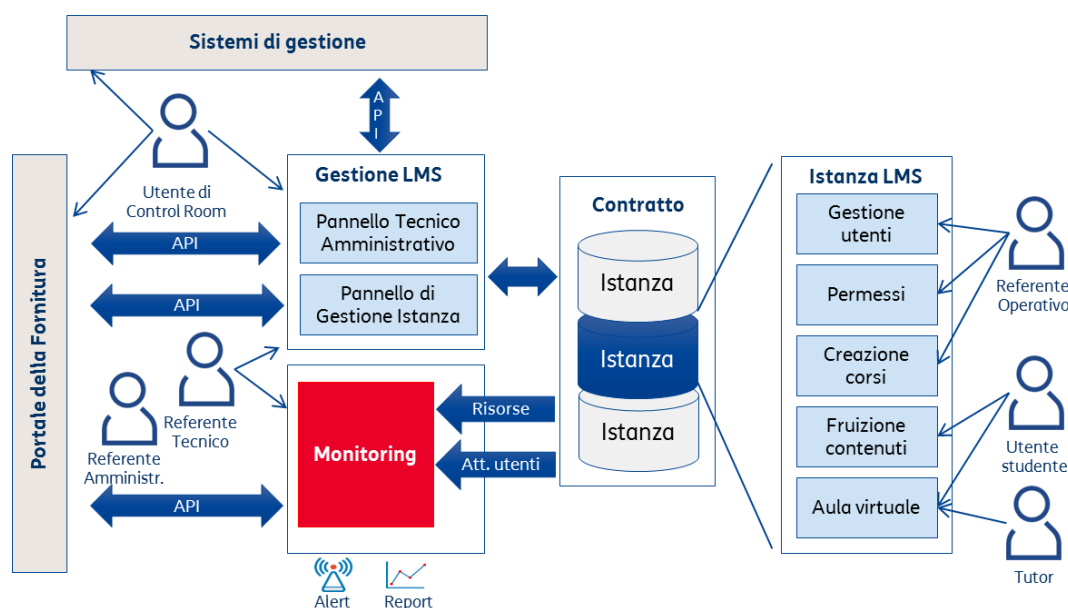 Sistemi di gestione
API
Utente di
Control Room
Portale della Fornitura
API
API
Referente
Tecnico
Referente
Amministr.
API
Gestione LMS
Pannello Tecnico
Amministrativo
Pannello di
Gestione Istanza
Monitoring
Alert
Report
Risorse
Att. utenti
Contratto
Istanza
Istanza
Istanza
Istanza LMS
Gestione
utenti
Permessi
Creazione
corsi
Fruizione
contenuti
Aula virtuale
Referente
Operativo
Utente
studente
Tutor